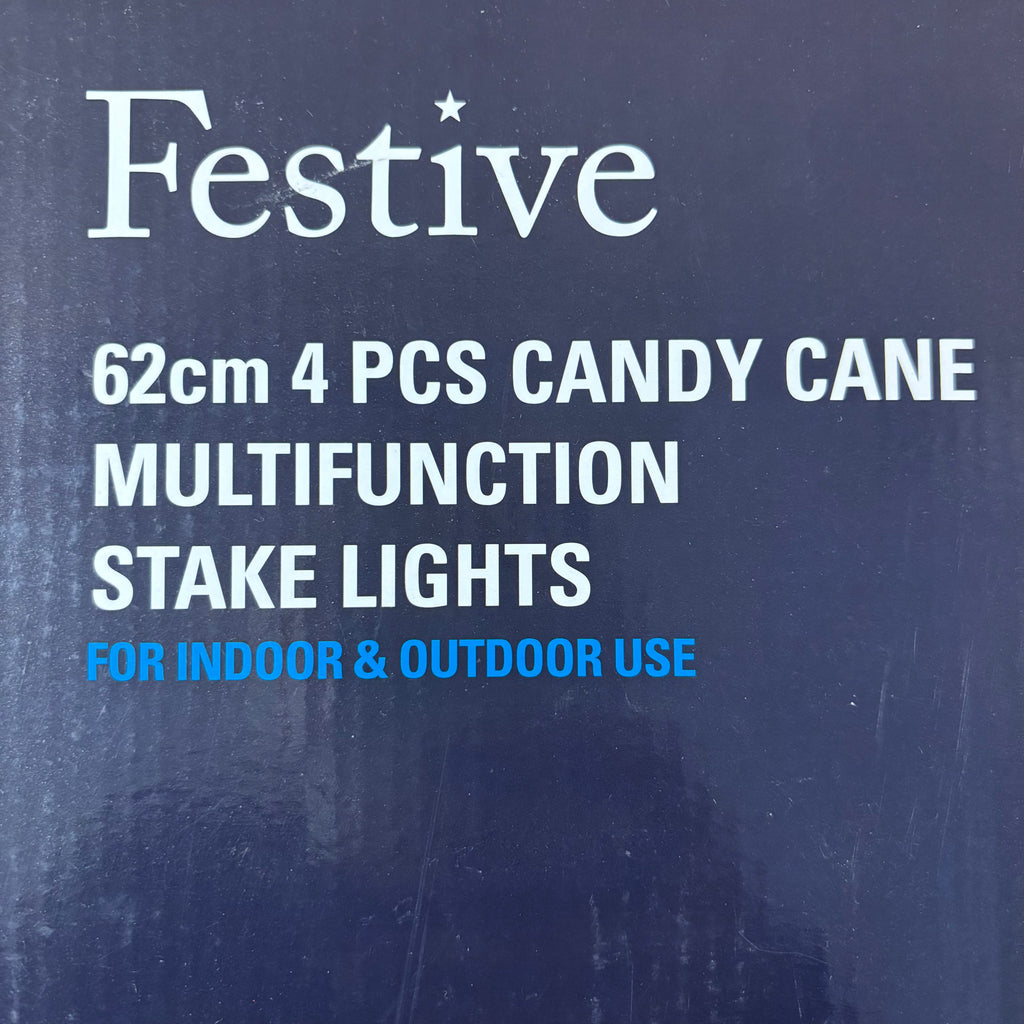 Festive
62cm 4 PCS CANDY CANE
MULTIFUNCTION
STAKE LIGHTS
FOR INDOOR & OUTDOOR USE